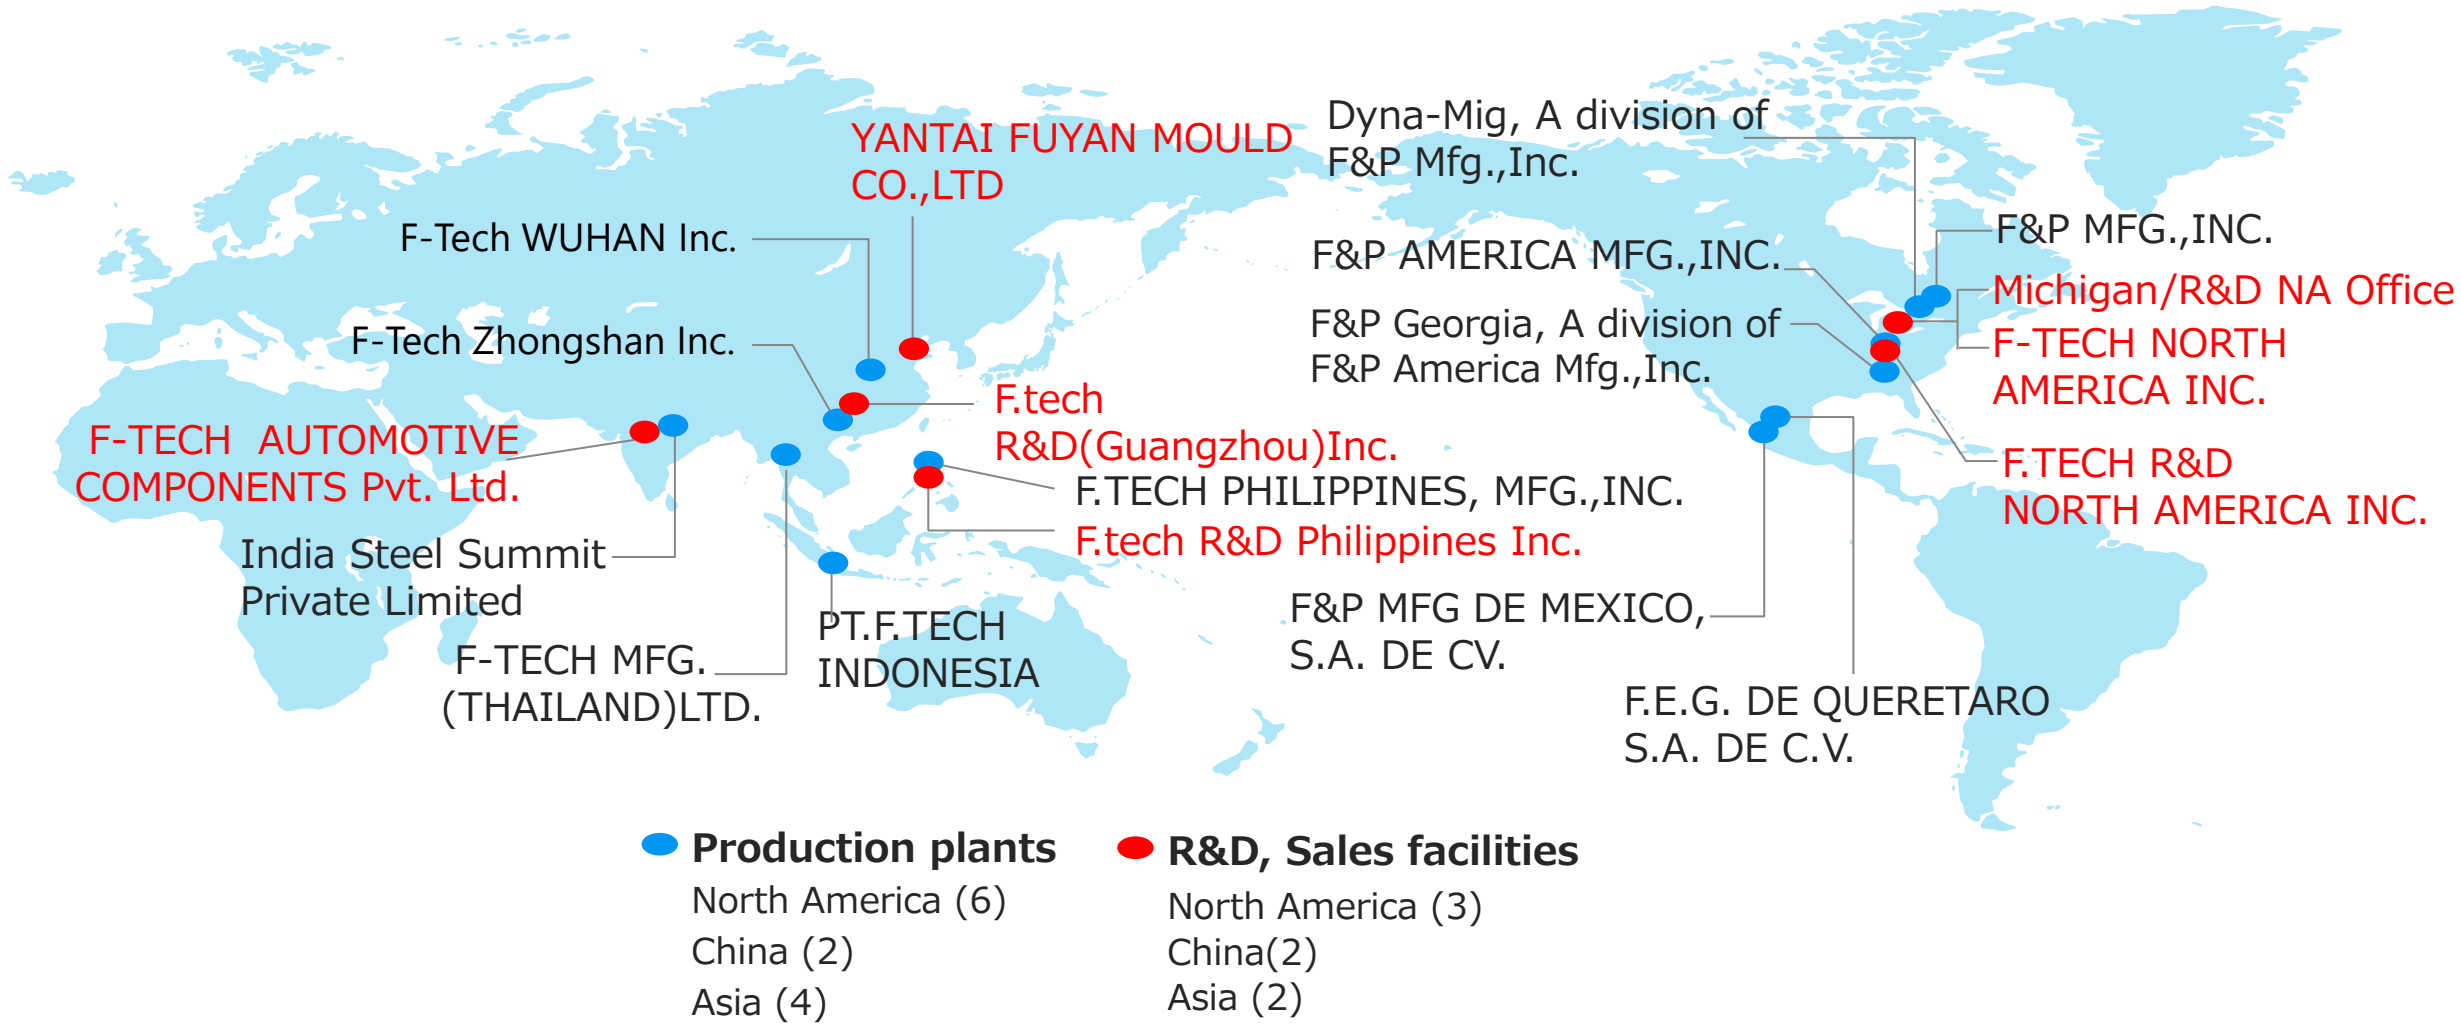 YANTAI FUYAN MOULD
CO.,LTD
F-Tech WUHAN Inc.
F-Tech Zhongshan Inc.
F-TECH  AUTOMOTIVE
COMPONENTS Pvt. Ltd.
India Steel Summit
Private Limited
F-TECH MFG.
(THAILAND)LTD.
PT.F.TECH
INDONESIA
F.tech
R&D(Guangzhou)Inc.
F.TECH PHILIPPINES, MFG.,INC.
F.tech R&D Philippines Inc.
Dyna-Mig, A division of
F&P Mfg.,Inc.
F&P AMERICA MFG.,INC.
F&P Georgia, A division of
F&P America Mfg.,Inc.
F&P MFG.,INC.
Michigan/R&D NA Office
F-TECH NORTH
AMERICA INC.
F.TECH R&D
NORTH AMERICA INC.
F&P MFG DE MEXICO,
S.A. DE CV.
F.E.G. DE QUERETARO
S.A. DE C.V.
Production plants
North America (6)
China (2)
Asia (4)
R&D, Sales facilities
North America (3)
China(2)
Asia (2)